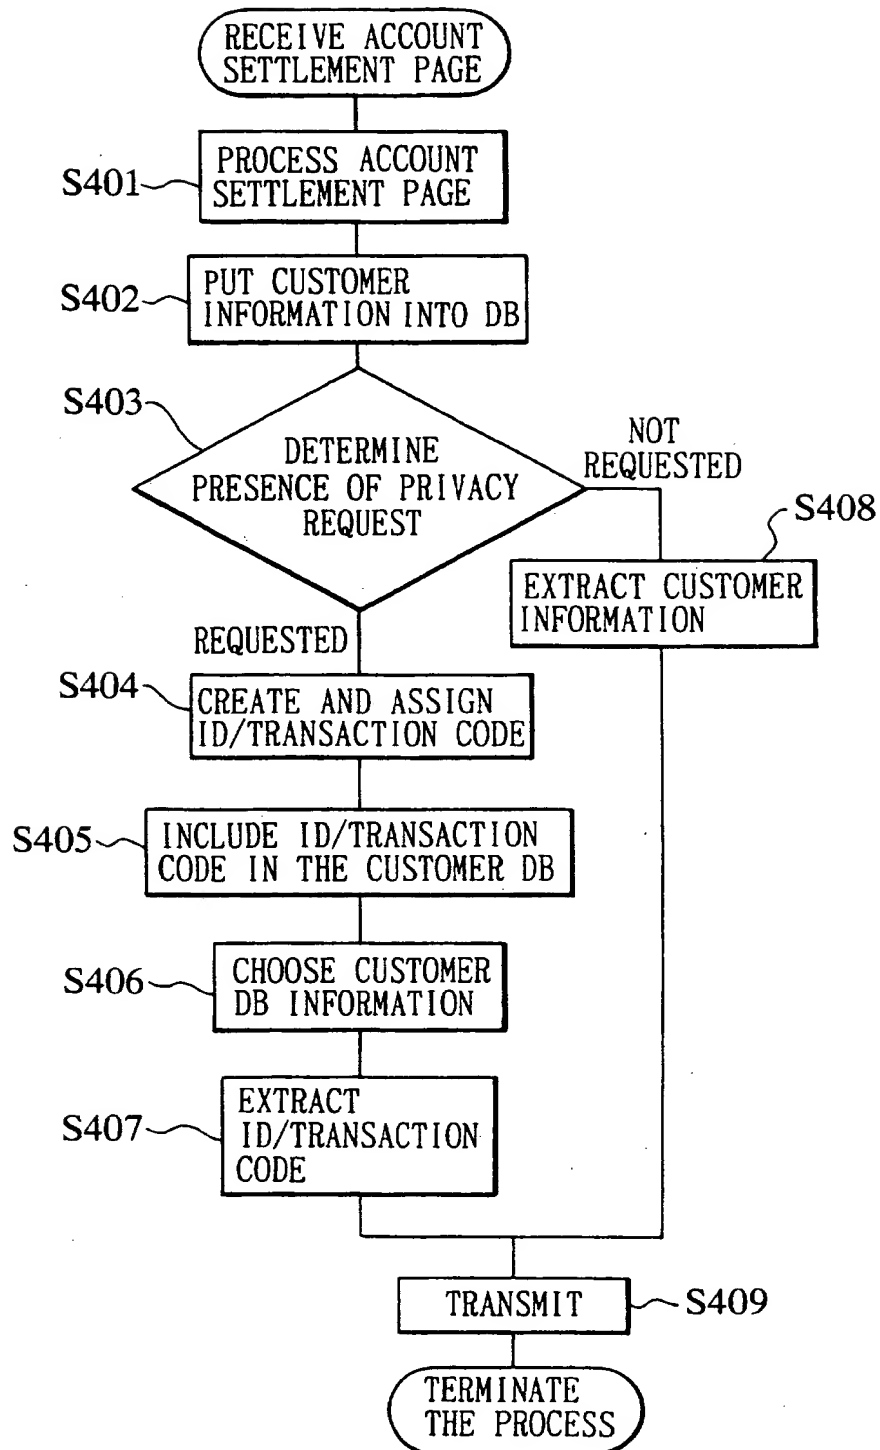 RECEIVE ACCOUNT
SETTLEMENT PAGE
S401
PROCESS ACCOUNT
SETTLEMENT PAGE
S402
PUT CUSTOMER
INFORMATION INTO DB
S403
DETERMINE
PRESENCE OF PRIVACY
REQUEST
NOT
REQUESTED
S408
EXTRACT CUSTOMER
INFORMATION
REQUESTED
S404
CREATE AND ASSIGN
ID/TRANSACTION CODE
S405
INCLUDE ID/TRANSACTION
CODE IN THE CUSTOMER DB
S406
CHOOSE CUSTOMER
DB INFORMATION
S407
EXTRACT
ID/TRANSACTION
CODE
TRANSMIT
S409
TERMINATE
THE PROCESS